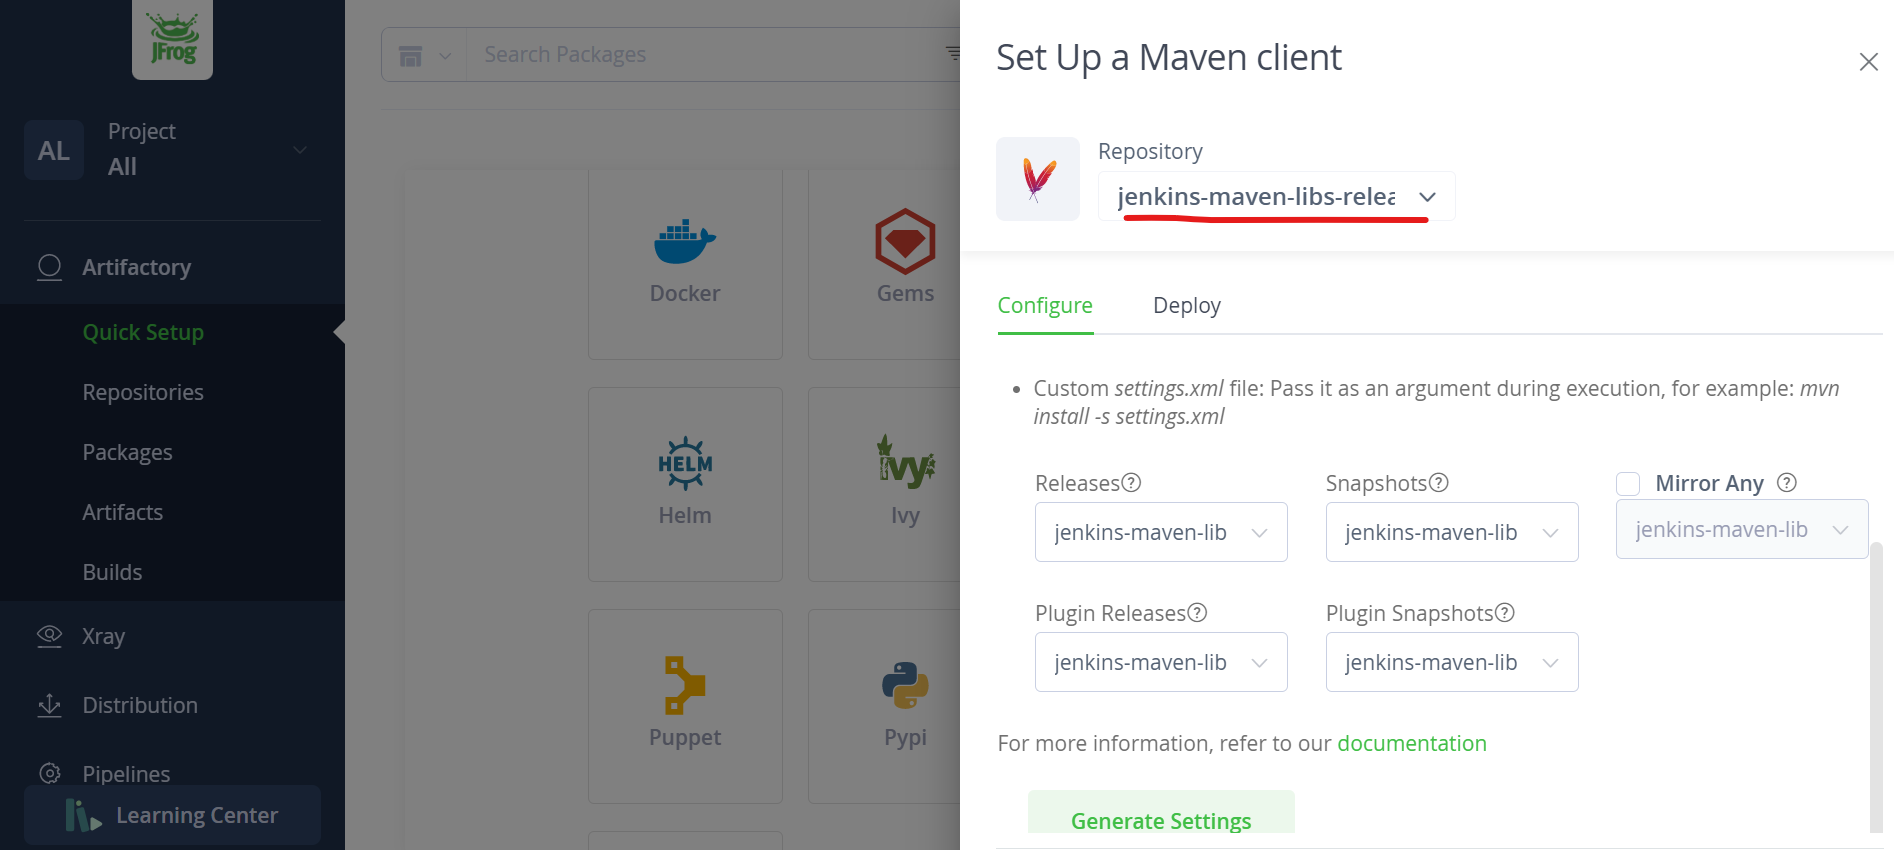 JFrog
AL
Project
All
Artifactory
Quick Setup
Repositories
Packages
Artifacts
Builds
Xray
Distribution
Pipelines
Learning Center
Search Packages
Docker
Gems
HELM
Helm
Ivy
Ivy
Puppet
Pypi
Set Up a Maven client
Repository
jenkins-maven-libs-relea
Configure
Deploy
• Custom settings.xml file: Pass it as an argument during execution, for example: mvn
install -s settings.xml
Releases?
Snapshots?
Mirror Any ?
jenkins-maven-lib
jenkins-maven-lib
jenkins-maven-lib
Plugin Releases?
Plugin Snapshots?
jenkins-maven-lib
jenkins-maven-lib
For more information, refer to our documentation
Generate Settings